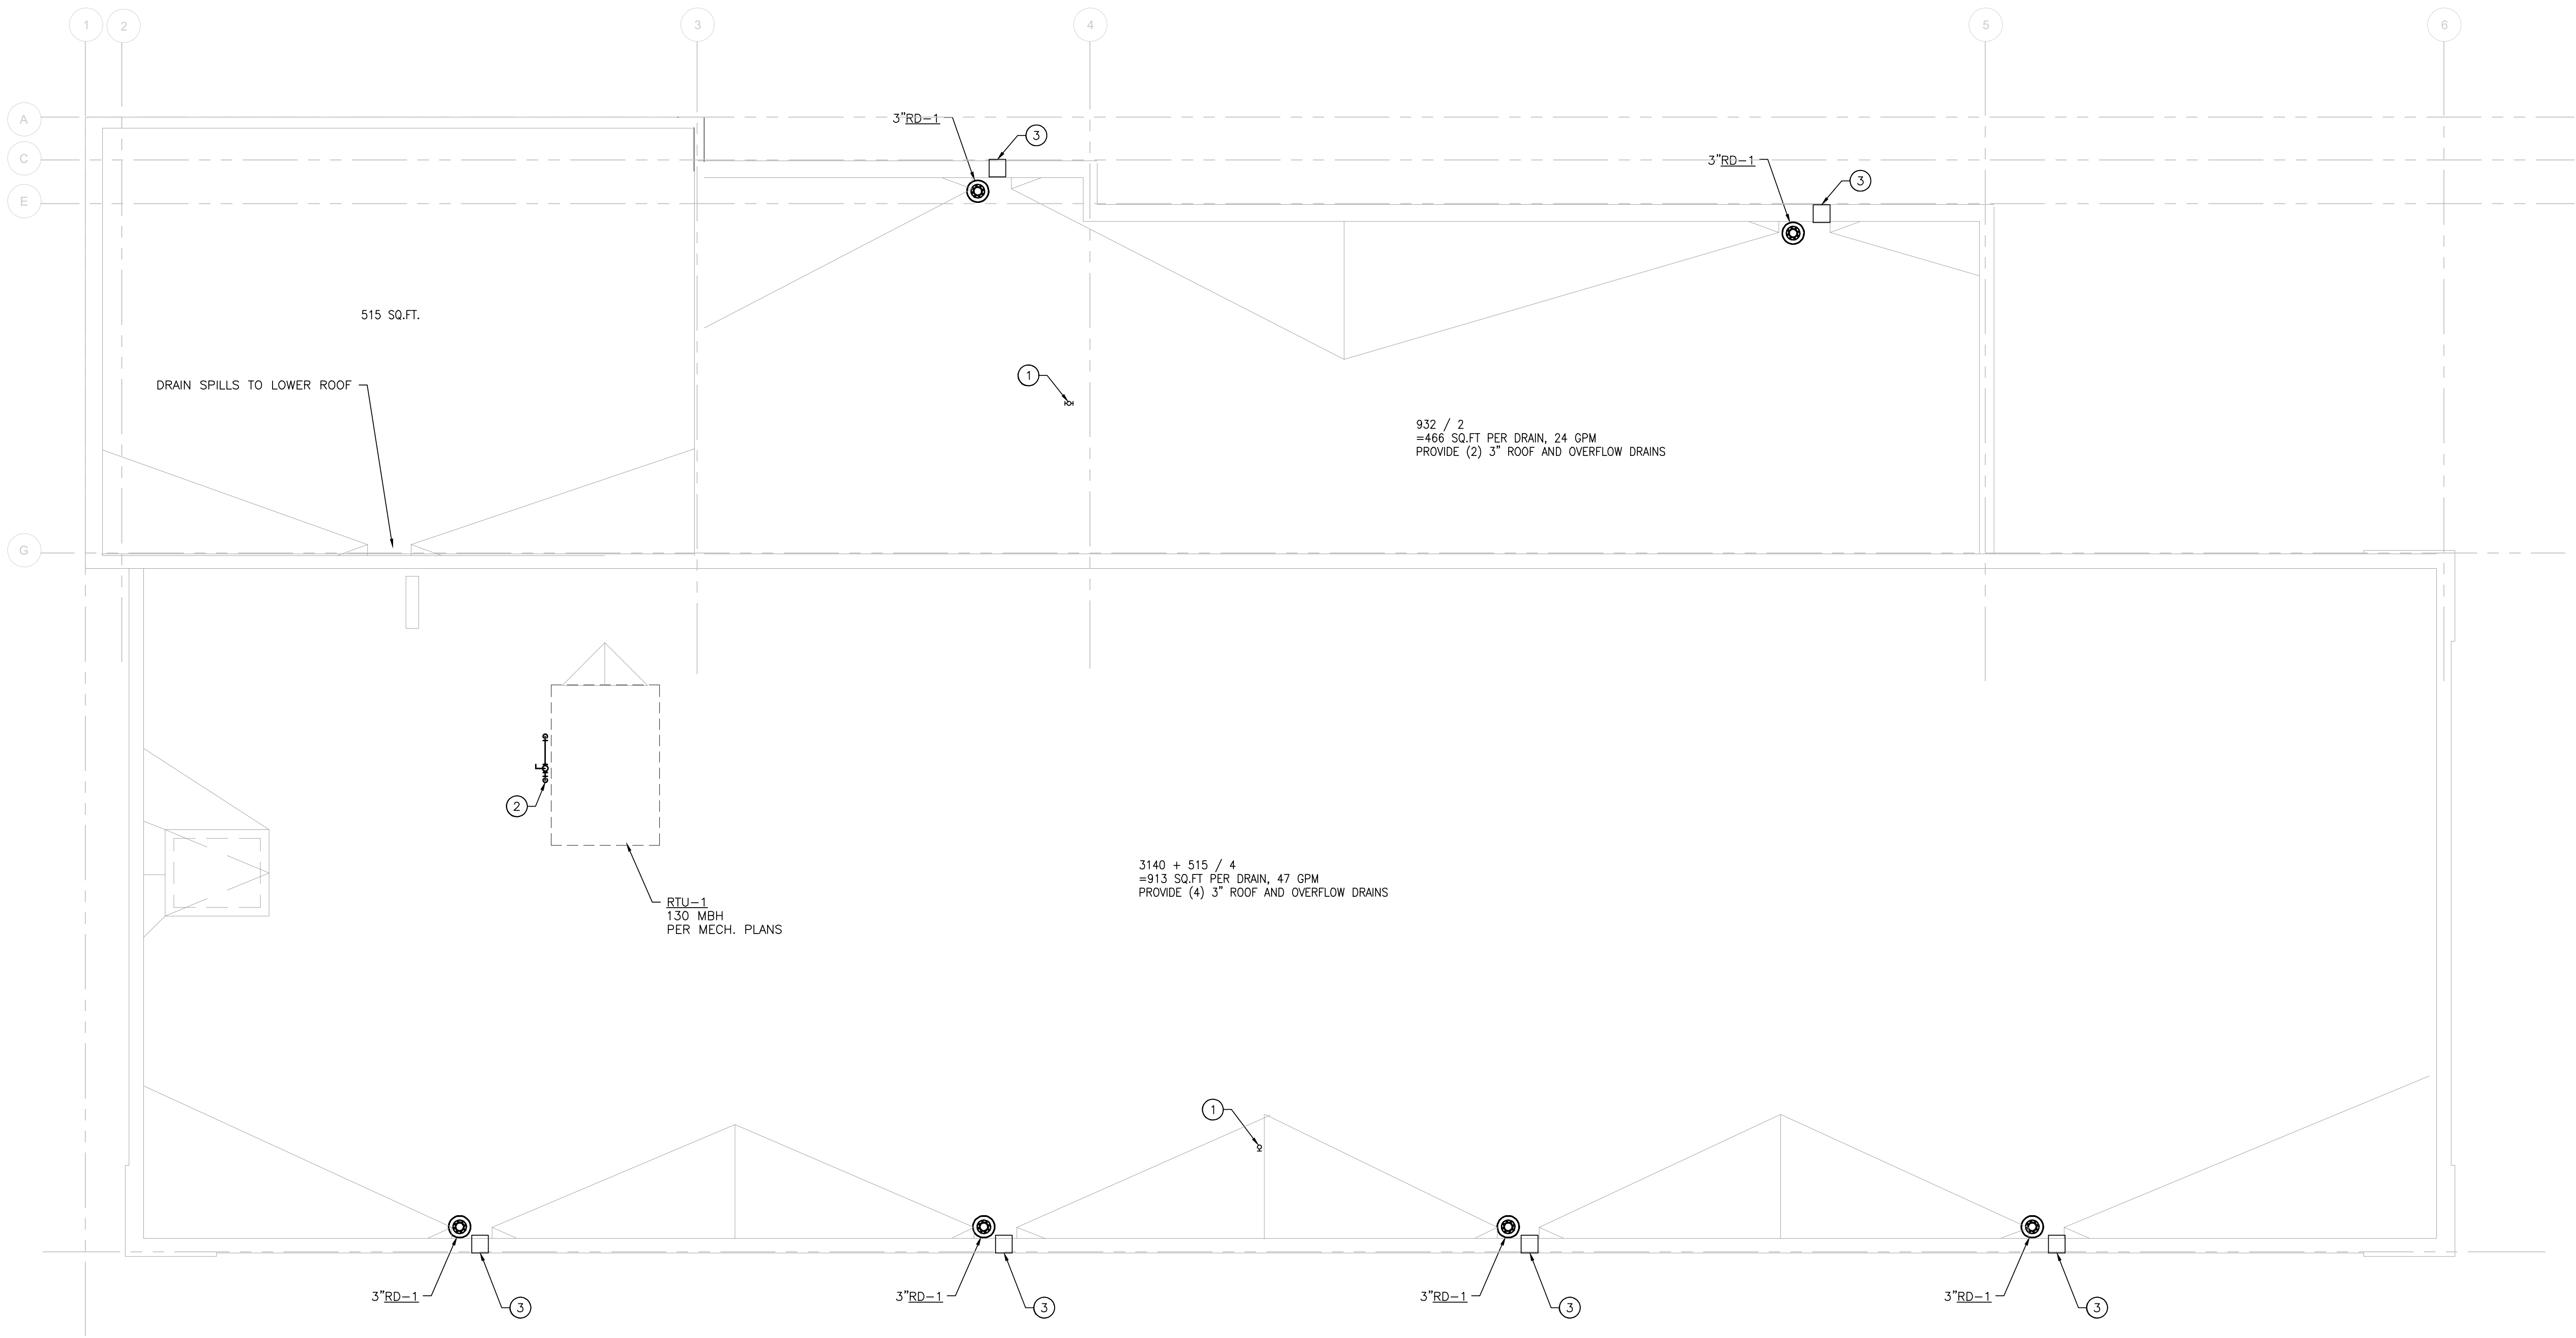 1
2
3
4
5
6
A
C
E
G
3"RD-1
3
3"RD-1
3
515 SQ.FT.
DRAIN SPILLS TO LOWER ROOF
1
932 / 2
=466 SQ.FT PER DRAIN, 24 GPM
PROVIDE (2) 3" ROOF AND OVERFLOW DRAINS
2
RTU-1
130 MBH
PER MECH. PLANS
3140 + 515 / 4
=913 SQ.FT PER DRAIN, 47 GPM
PROVIDE (4) 3" ROOF AND OVERFLOW DRAINS
1
3"RD-1
3
3"RD-1
3
3"RD-1
3
3"RD-1
3